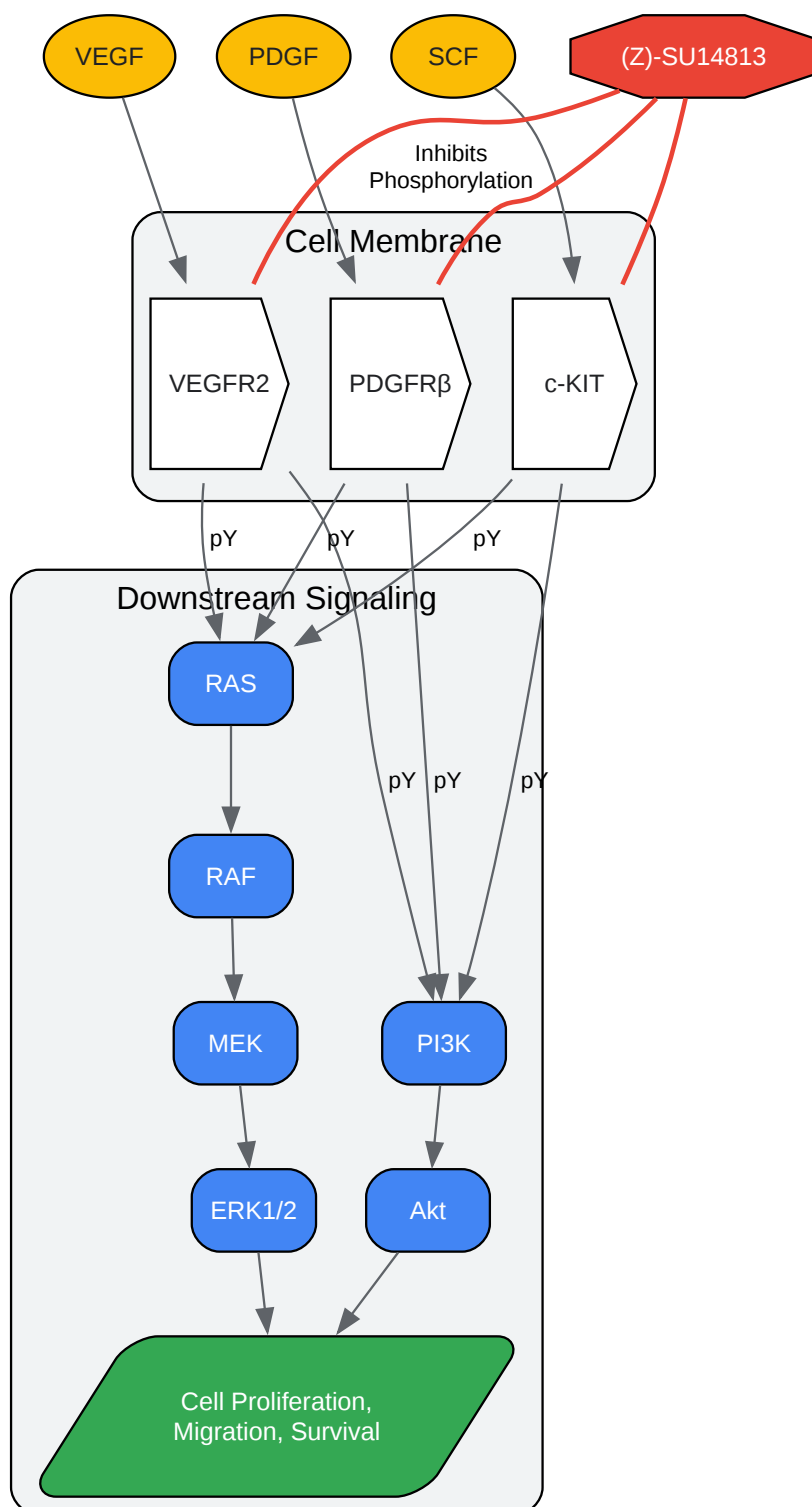 VEGF
PDGF
SCF
(Z)-SU14813
Inhibits
Phosphorylation
Cell Membrane
VEGFR2
PDGFRβ
c-KIT
pY
pY
pY
Downstream Signaling
RAS
pY
pY
pY
RAF
MEK
PI3K
ERK1/2
Akt
Cell Proliferation,
Migration, Survival